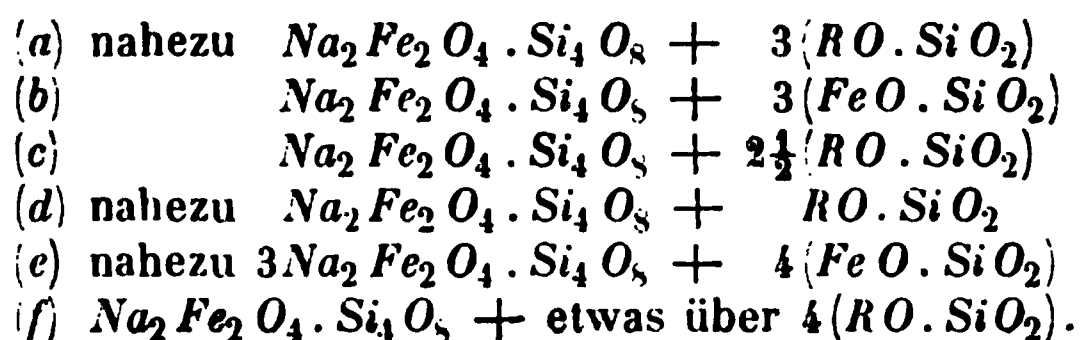 (a) nahezu Na₂Fe₂O₄.Si₄O₈ + 3(RO.SiO₂)
(b) Na₂Fe₂O₄.Si₄O₈ + 3(FeO.SiO₂)
(c) Na₂Fe₂O₄.Si₄O₈ + 2½(RO.SiO₂)
(d) nahezu Na₂Fe₂O₄.Si₄O₈ + RO.SiO₂
(e) nahezu 3Na₂Fe₂O₄.Si₄O₈ + 4(FeO.SiO₂)
(f) Na₂Fe₂O₄.Si₄O₈ + etwas über 4(RO.SiO₂).